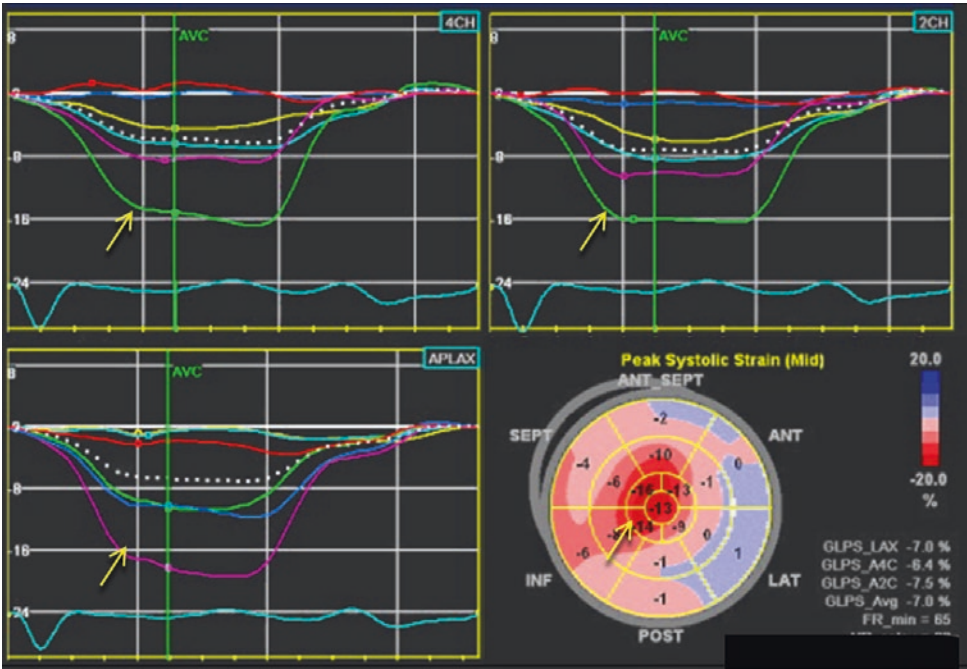 4CH
8
AVC
-8
-16
-24
2CH
8
AVC
-8
-16
-24
APLAX
8
AVC
-8
-16
-24
Peak Systolic Strain (Mid)
20.0
-20.0
%
ANT_SEPT
SEPT
ANT
INF
LAT
POST
-2
-4
-10
0
-6
-1
-16
-13
-13
-14
-9
0
-6
-1
1
-1
GLPS_LAX -7.0 %
GLPS_A4C -6.4 %
GLPS_A2C -7.5 %
GLPS_Avg -7.0 %
FR_min = 65